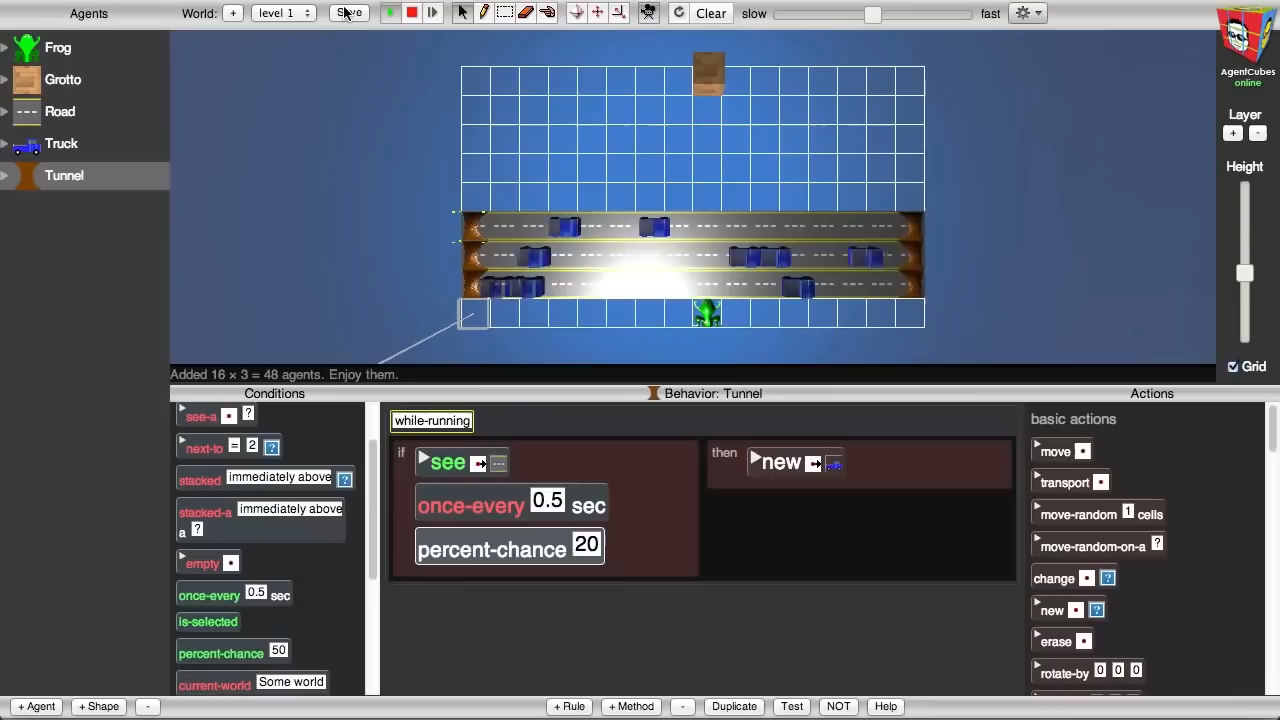 Agents
World:
+
level 1
Save
Clear
slow
fast
Frog
Grotto
Road
Truck
Tunnel
AgentCubes
online
Layer
+
-
Height
Grid
Added 16 × 3 = 48 agents. Enjoy them.
Conditions
Behavior: Tunnel
Actions
see-a ?
next-to = 2 ?
stacked immediately above ?
stacked-a immediately above
a ?
empty
once-every 0.5 sec
is-selected
percent-chance 50
current-world Some world
while-running
if
see
once-every 0.5 sec
percent-chance 20
then
new
basic actions
move
transport
move-random 1 cells
move-random-on-a ?
change ?
new ?
erase
rotate-by 0 0 0
+ Agent
+ Shape
-
+ Rule
+ Method
-
Duplicate
Test
NOT
Help